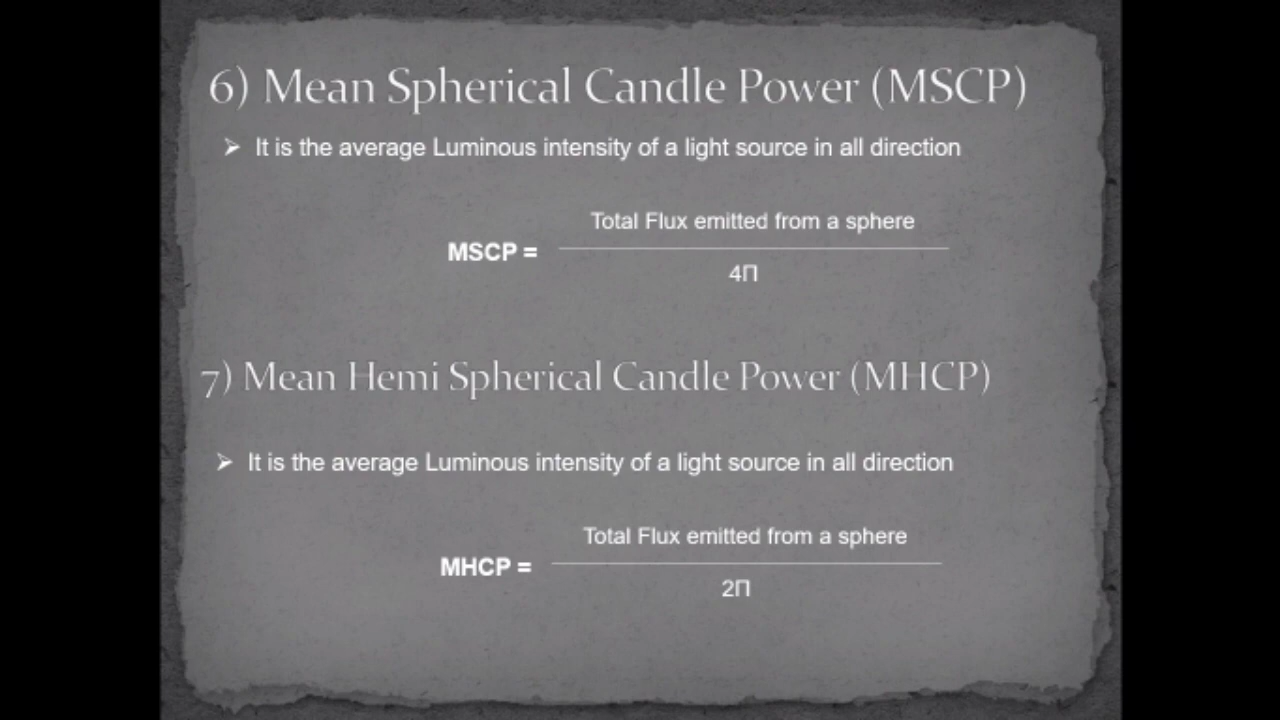 6) Mean Spherical Candle Power (MSCP)
➢ It is the average Luminous intensity of a light source in all direction
Total Flux emitted from a sphere
MSCP =
4Π
7) Mean Hemi Spherical Candle Power (MHCP)
➢ It is the average Luminous intensity of a light source in all direction
Total Flux emitted from a sphere
MHCP =
2Π